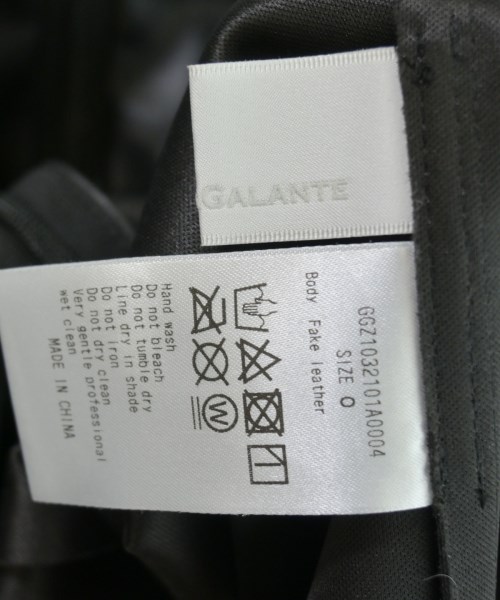 GALANTE
GGZ1032101A0004
SIZE O
Body Fake leather
W
Hand wash
Do not bleach
Do not tumble dry
Line dry in shade
Do not iron
Do not dry clean
Very gentle professional
wet clean
MADE IN CHINA